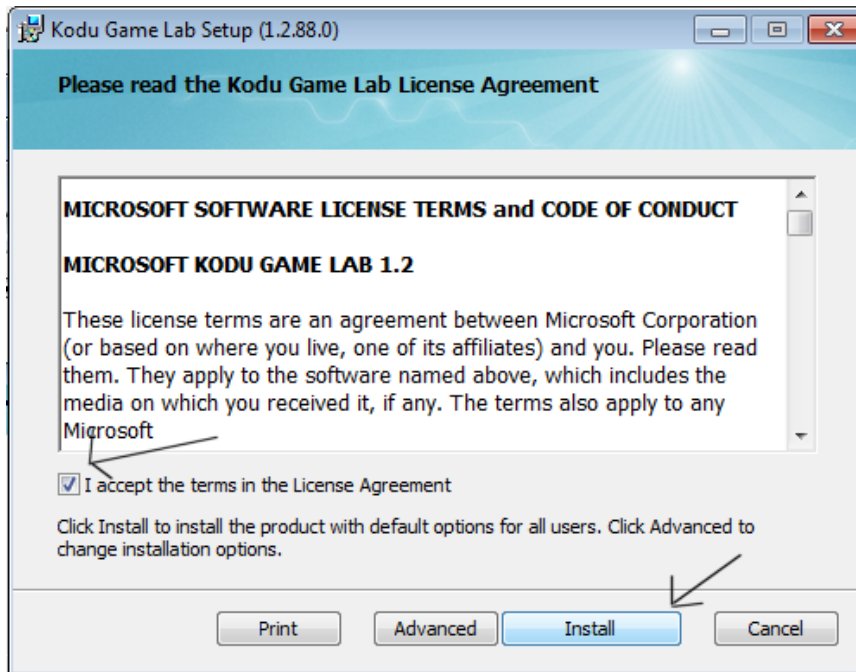 Kodu Game Lab Setup (1.2.88.0)
Please read the Kodu Game Lab License Agreement
MICROSOFT SOFTWARE LICENSE TERMS and CODE OF CONDUCT
MICROSOFT KODU GAME LAB 1.2
These license terms are an agreement between Microsoft Corporation
(or based on where you live, one of its affiliates) and you. Please read
them. They apply to the software named above, which includes the
media on which you received it, if any. The terms also apply to any
Microsoft
I accept the terms in the License Agreement
Click Install to install the product with default options for all users. Click Advanced to
change installation options.
Print Advanced Install Cancel